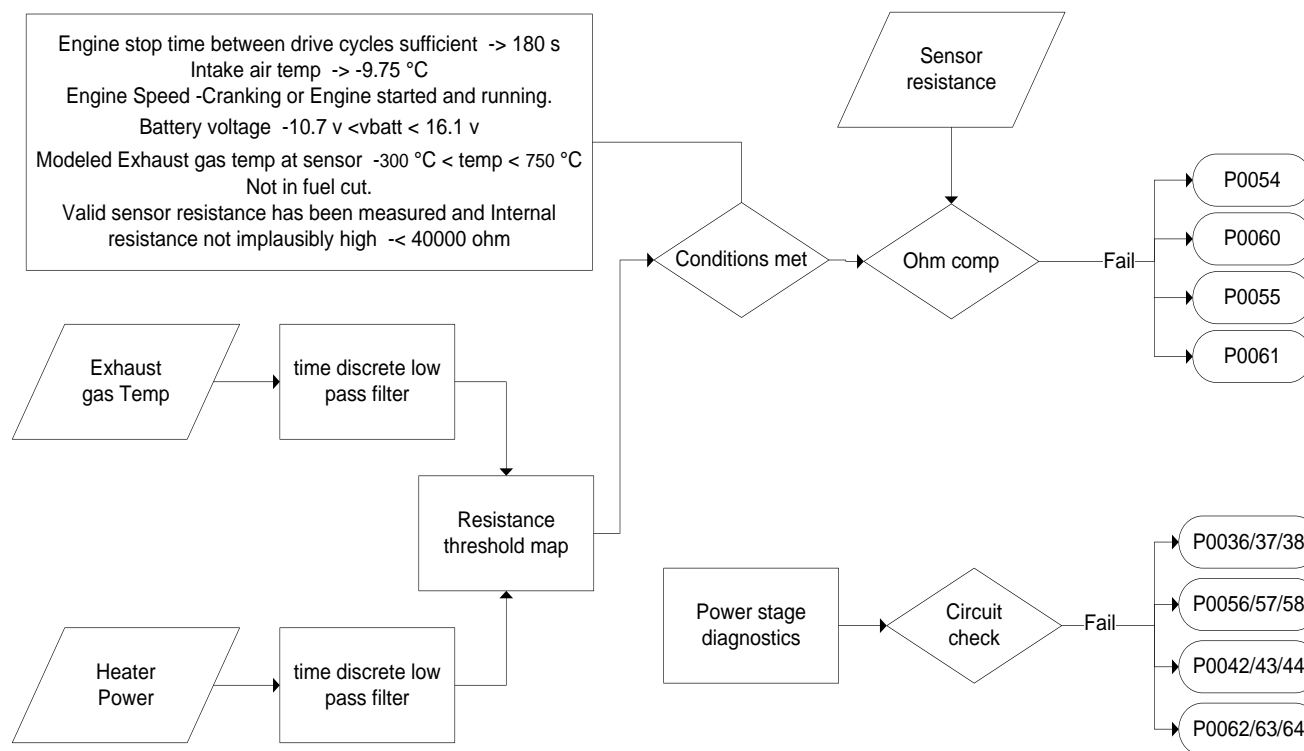 Engine stop time between drive cycles sufficient -> 180 s
Intake air temp -> -9.75 °C
Engine Speed -Cranking or Engine started and running.
Battery voltage -10.7 v <vbatt < 16.1 v
Modeled Exhaust gas temp at sensor -300 °C < temp < 750 °C
Not in fuel cut.
Valid sensor resistance has been measured and Internal
resistance not implausibly high -< 40000 ohm
Sensor
resistance
Conditions met
Ohm comp
Fail
P0054
P0060
P0055
P0061
Exhaust
gas Temp
time discrete low
pass filter
Resistance
threshold map
Heater
Power
time discrete low
pass filter
Power stage
diagnostics
Circuit
check
Fail
P0036/37/38
P0056/57/58
P0042/43/44
P0062/63/64